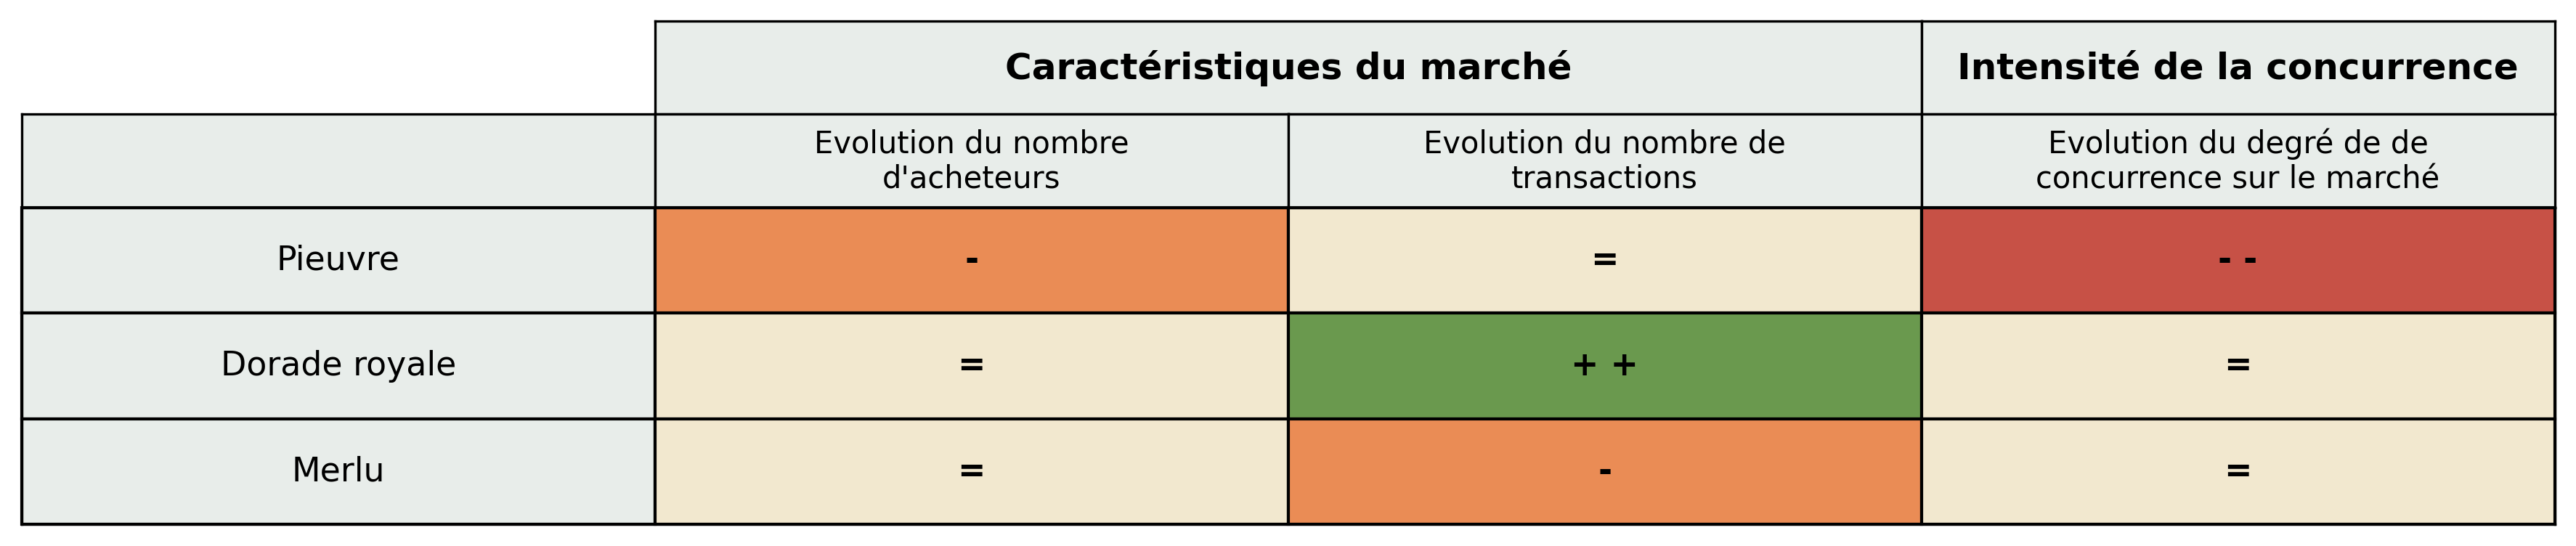 Caractéristiques du marché
Intensité de la concurrence
Evolution du nombre
d'acheteurs
Evolution du nombre de
transactions
Evolution du degré de de
concurrence sur le marché
Pieuvre
-
=
- -
Dorade royale
=
+ +
=
Merlu
=
-
=